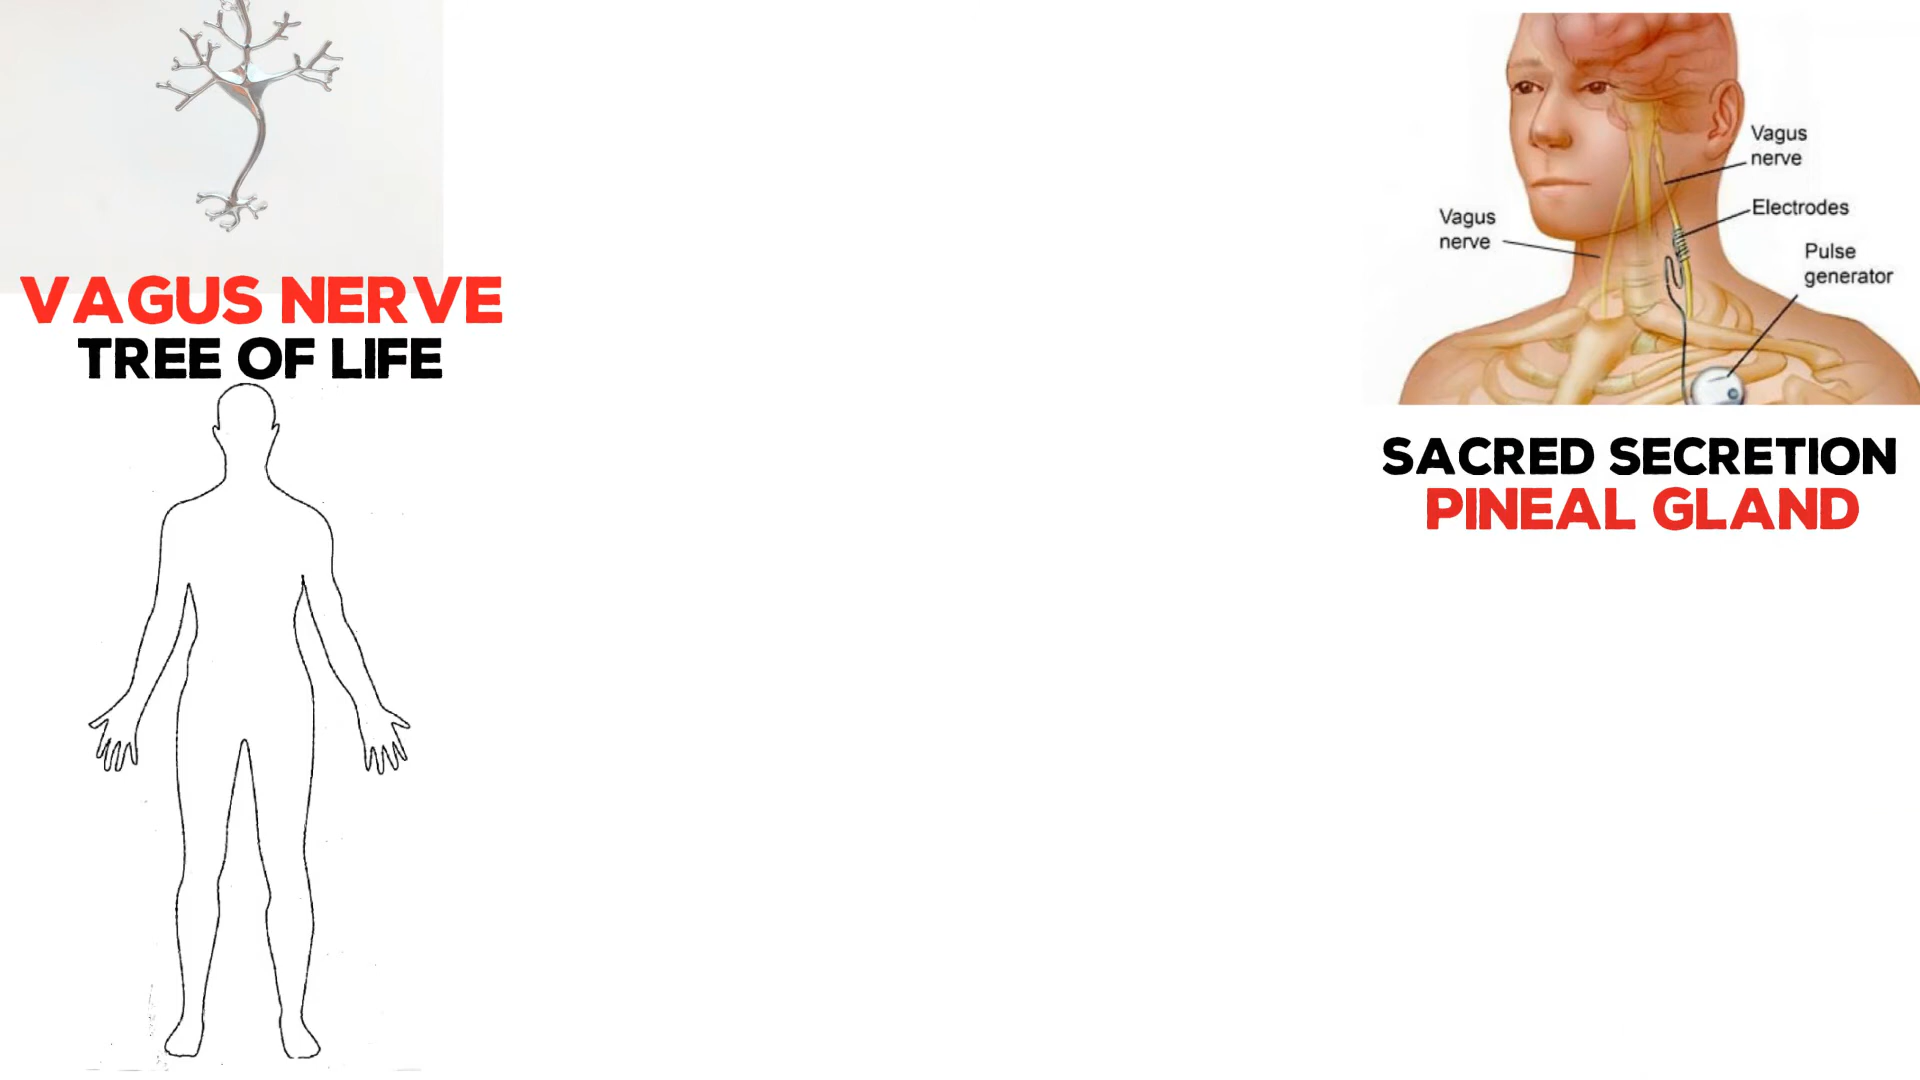 VAGUS NERVE
TREE OF LIFE
Vagus
nerve
Electrodes
Vagus
nerve
Pulse
generator
SACRED SECRETION
PINEAL GLAND